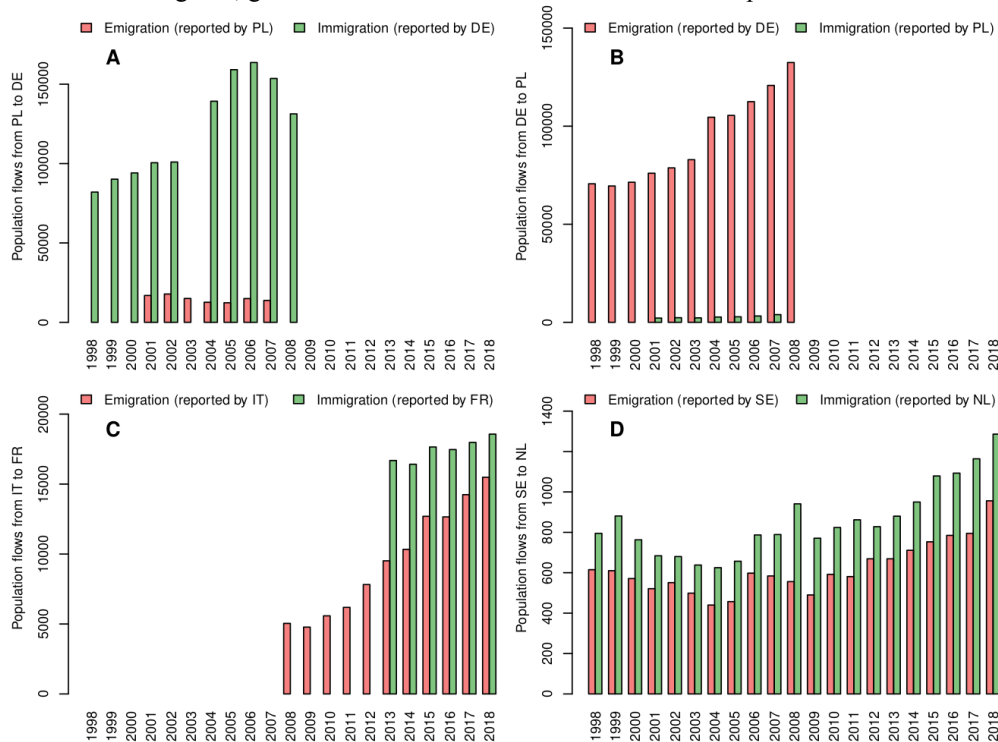 Emigration (reported by PL) Immigration (reported by DE)
A
Population flows from PL to DE
150000
100000
50000
0
1998 1999 2000 2001 2002 2003 2004 2005 2006 2007 2008 2009 2010 2011 2012 2013 2014 2015 2016 2017 2018
Emigration (reported by DE) Immigration (reported by PL)
B
Population flows from DE to PL
150000
100000
50000
0
1998 1999 2000 2001 2002 2003 2004 2005 2006 2007 2008 2009 2010 2011 2012 2013 2014 2015 2016 2017 2018
Emigration (reported by IT) Immigration (reported by FR)
C
Population flows from IT to FR
20000
15000
10000
5000
0
1998 1999 2000 2001 2002 2003 2004 2005 2006 2007 2008 2009 2010 2011 2012 2013 2014 2015 2016 2017 2018
Emigration (reported by SE) Immigration (reported by NL)
D
Population flows from SE to NL
1400
1000
800
600
400
200
0
1998 1999 2000 2001 2002 2003 2004 2005 2006 2007 2008 2009 2010 2011 2012 2013 2014 2015 2016 2017 2018